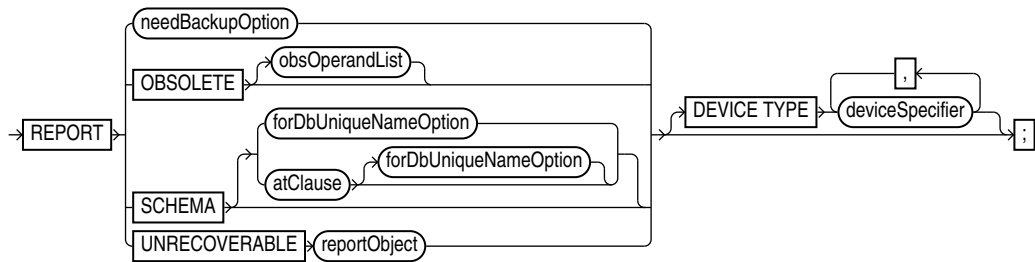 needBackupOption
obsOperandList
OBSOLETE
,
DEVICE TYPE
deviceSpecifier
REPORT
forDbUniqueNameOption
forDbUniqueNameOption
atClause
;
SCHEMA
UNRECOVERABLE
reportObject